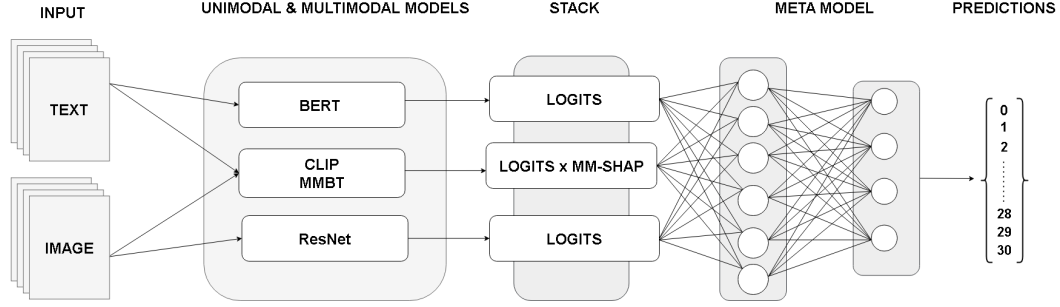 INPUT
UNIMODAL & MULTIMODAL MODELS
STACK
META MODEL
PREDICTIONS
TEXT
IMAGE
BERT
CLIP
MMBT
ResNet
LOGITS
LOGITS x MM-SHAP
LOGITS
0
1
2
28
29
30